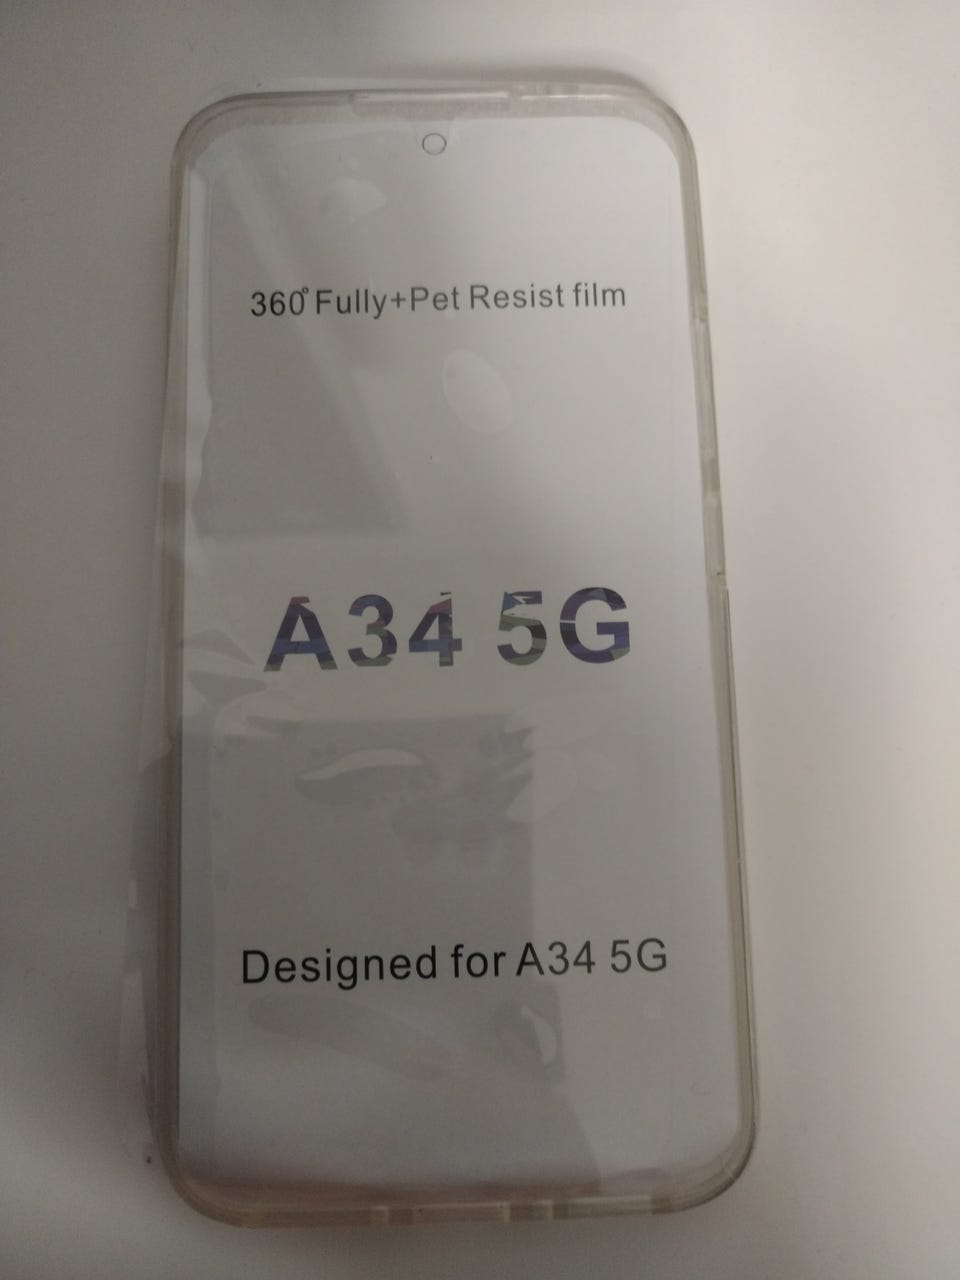 360° Fully+Pet Resist film
A34 5G
Designed for A34 5G